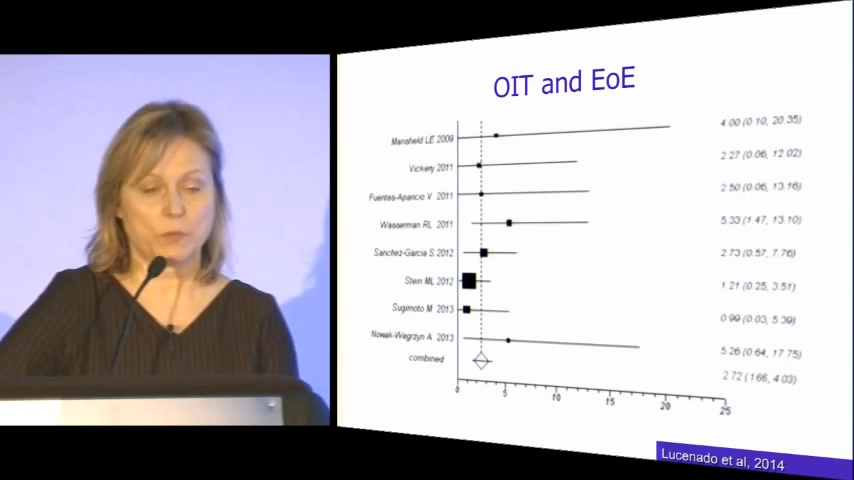 OIT and EoE
Mansfield LE 2009 4.00 (0.10, 20.35)
Vickery 2011 2.27 (0.06, 12.02)
Fuentes-Aparicio V 2011 2.50 (0.06, 13.16)
Wasserman RL 2011 5.33 (1.47, 13.10)
Sanchez-Garcia S 2012 2.73 (0.57, 7.76)
Stein ML 2012 1.21 (0.25, 3.51)
Sugimoto M 2013 0.99 (0.03, 5.39)
Nowak-Wegrzyn A 2013 5.26 (0.64, 17.75)
combined 2.72 (1.66, 4.03)
0 5 10 15 20 25
Lucenado et al, 2014